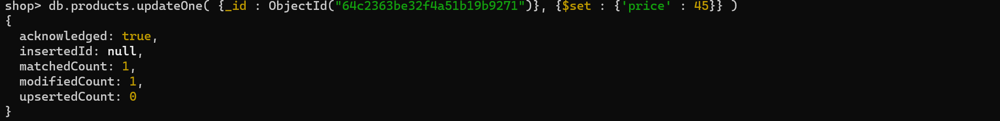 shop> db.products.updateOne( {_id : ObjectId("64c2363be32f4a51b19b9271")}, {$set : {'price' : 45}} )
{
  acknowledged: true,
  insertedId: null,
  matchedCount: 1,
  modifiedCount: 1,
  upsertedCount: 0
}